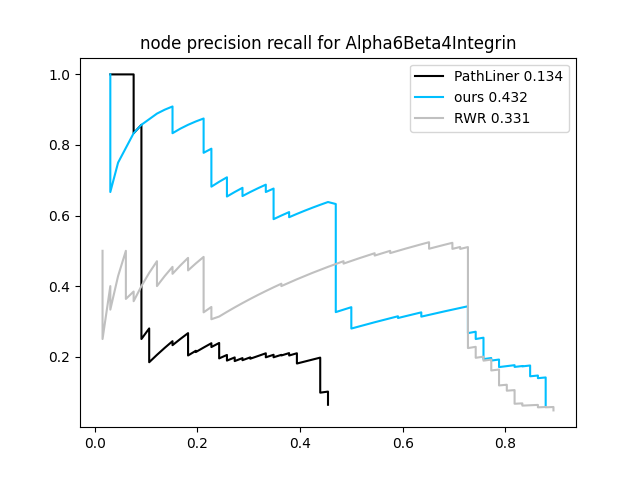 node precision recall for Alpha6Beta4Integrin
PathLiner 0.134
ours 0.432
RWR 0.331
1.0
0.8
0.6
0.4
0.2
0.0 0.2 0.4 0.6 0.8